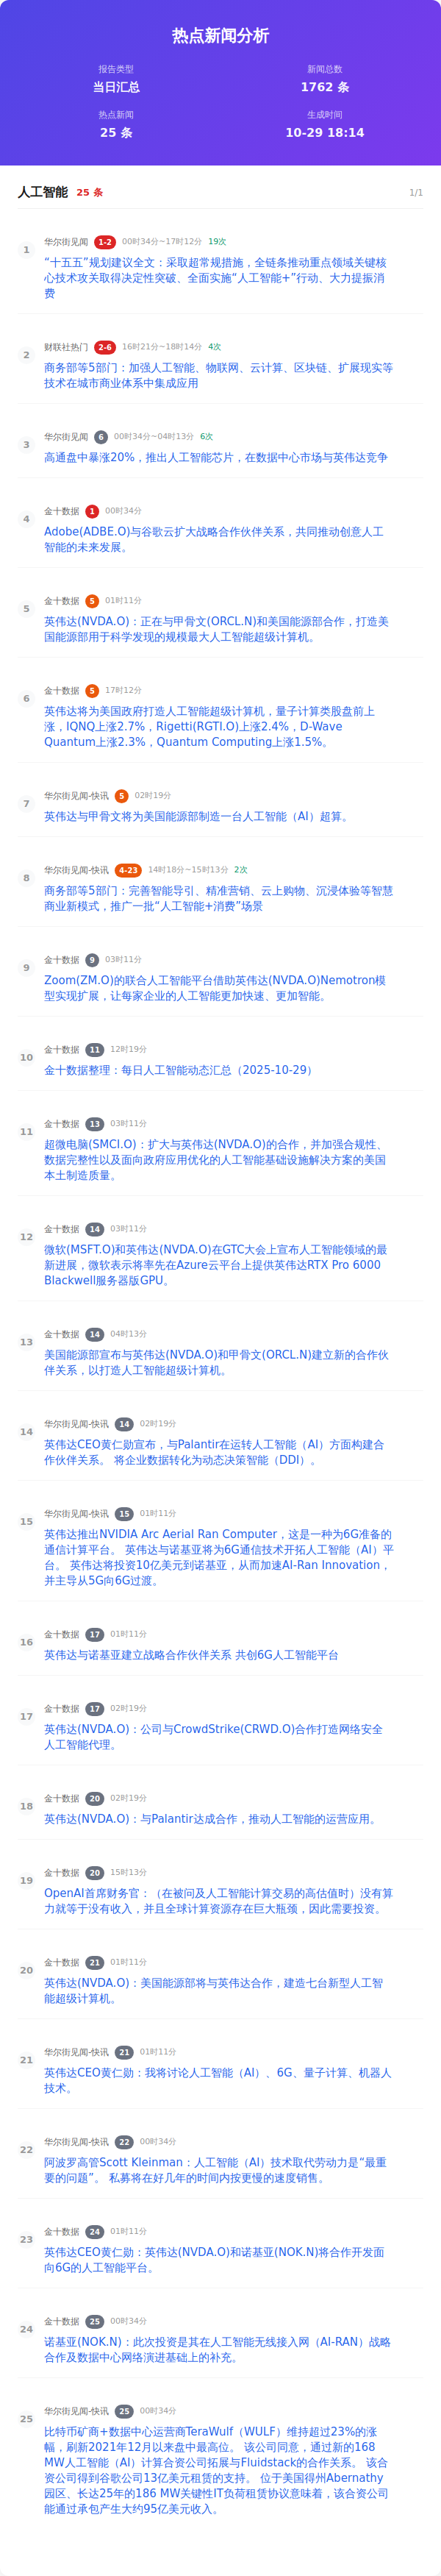 热点新闻分析
报告类型
当日汇总
新闻总数
1762 条
热点新闻
25 条
生成时间
10-29 18:14
人工智能 25 条 1/1
1
华尔街见闻 1-2 00时34分~17时12分 19次
“十五五”规划建议全文：采取超常规措施，全链条推动重点领域关键核
心技术攻关取得决定性突破、全面实施“人工智能+”行动、大力提振消
费
2
财联社热门 2-6 16时21分~18时14分 4次
商务部等5部门：加强人工智能、物联网、云计算、区块链、扩展现实等
技术在城市商业体系中集成应用
3
华尔街见闻 6 00时34分~04时13分 6次
高通盘中暴涨20%，推出人工智能芯片，在数据中心市场与英伟达竞争
4
金十数据 1 00时34分
Adobe(ADBE.O)与谷歌云扩大战略合作伙伴关系，共同推动创意人工
智能的未来发展。
5
金十数据 5 01时11分
英伟达(NVDA.O)：正在与甲骨文(ORCL.N)和美国能源部合作，打造美
国能源部用于科学发现的规模最大人工智能超级计算机。
6
金十数据 5 17时12分
英伟达将为美国政府打造人工智能超级计算机，量子计算类股盘前上
涨，IQNQ上涨2.7%，Rigetti(RGTI.O)上涨2.4%，D-Wave
Quantum上涨2.3%，Quantum Computing上涨1.5%。
7
华尔街见闻-快讯 5 02时19分
英伟达与甲骨文将为美国能源部制造一台人工智能（AI）超算。
8
华尔街见闻-快讯 4-23 14时18分~15时13分 2次
商务部等5部门：完善智能导引、精准营销、云上购物、沉浸体验等智慧
商业新模式，推广一批“人工智能+消费”场景
9
金十数据 9 03时11分
Zoom(ZM.O)的联合人工智能平台借助英伟达(NVDA.O)Nemotron模
型实现扩展，让每家企业的人工智能更加快速、更加智能。
10
金十数据 11 12时19分
金十数据整理：每日人工智能动态汇总（2025-10-29）
11
金十数据 13 03时11分
超微电脑(SMCI.O)：扩大与英伟达(NVDA.O)的合作，并加强合规性、
数据完整性以及面向政府应用优化的人工智能基础设施解决方案的美国
本土制造质量。
12
金十数据 14 03时11分
微软(MSFT.O)和英伟达(NVDA.O)在GTC大会上宣布人工智能领域的最
新进展，微软表示将率先在Azure云平台上提供英伟达RTX Pro 6000
Blackwell服务器版GPU。
13
金十数据 14 04时13分
美国能源部宣布与英伟达(NVDA.O)和甲骨文(ORCL.N)建立新的合作伙
伴关系，以打造人工智能超级计算机。
14
华尔街见闻-快讯 14 02时19分
英伟达CEO黄仁勋宣布，与Palantir在运转人工智能（AI）方面构建合
作伙伴关系。 将企业数据转化为动态决策智能（DDI）。
15
华尔街见闻-快讯 15 01时11分
英伟达推出NVIDIA Arc Aerial Ran Computer，这是一种为6G准备的
通信计算平台。 英伟达与诺基亚将为6G通信技术开拓人工智能（AI）平
台。 英伟达将投资10亿美元到诺基亚，从而加速AI-Ran Innovation，
并主导从5G向6G过渡。
16
金十数据 17 01时11分
英伟达与诺基亚建立战略合作伙伴关系 共创6G人工智能平台
17
金十数据 17 02时19分
英伟达(NVDA.O)：公司与CrowdStrike(CRWD.O)合作打造网络安全
人工智能代理。
18
金十数据 20 02时19分
英伟达(NVDA.O)：与Palantir达成合作，推动人工智能的运营应用。
19
金十数据 20 15时13分
OpenAI首席财务官：（在被问及人工智能计算交易的高估值时）没有算
力就等于没有收入，并且全球计算资源存在巨大瓶颈，因此需要投资。
20
金十数据 21 01时11分
英伟达(NVDA.O)：美国能源部将与英伟达合作，建造七台新型人工智
能超级计算机。
21
华尔街见闻-快讯 21 01时11分
英伟达CEO黄仁勋：我将讨论人工智能（AI）、6G、量子计算、机器人
技术。
22
华尔街见闻-快讯 22 00时34分
阿波罗高管Scott Kleinman：人工智能（AI）技术取代劳动力是“最重
要的问题”。 私募将在好几年的时间内按更慢的速度销售。
23
金十数据 24 01时11分
英伟达CEO黄仁勋：英伟达(NVDA.O)和诺基亚(NOK.N)将合作开发面
向6G的人工智能平台。
24
金十数据 25 00时34分
诺基亚(NOK.N)：此次投资是其在人工智能无线接入网（AI-RAN）战略
合作及数据中心网络演进基础上的补充。
25
华尔街见闻-快讯 25 00时34分
比特币矿商+数据中心运营商TeraWulf（WULF）维持超过23%的涨
幅，刷新2021年12月以来盘中最高位。 该公司同意，通过新的168
MW人工智能（AI）计算合资公司拓展与Fluidstack的合作关系。 该合
资公司得到谷歌公司13亿美元租赁的支持。 位于美国得州Abernathy
园区、长达25年的186 MW关键性IT负荷租赁协议意味着，该合资公司
能通过承包产生大约95亿美元收入。